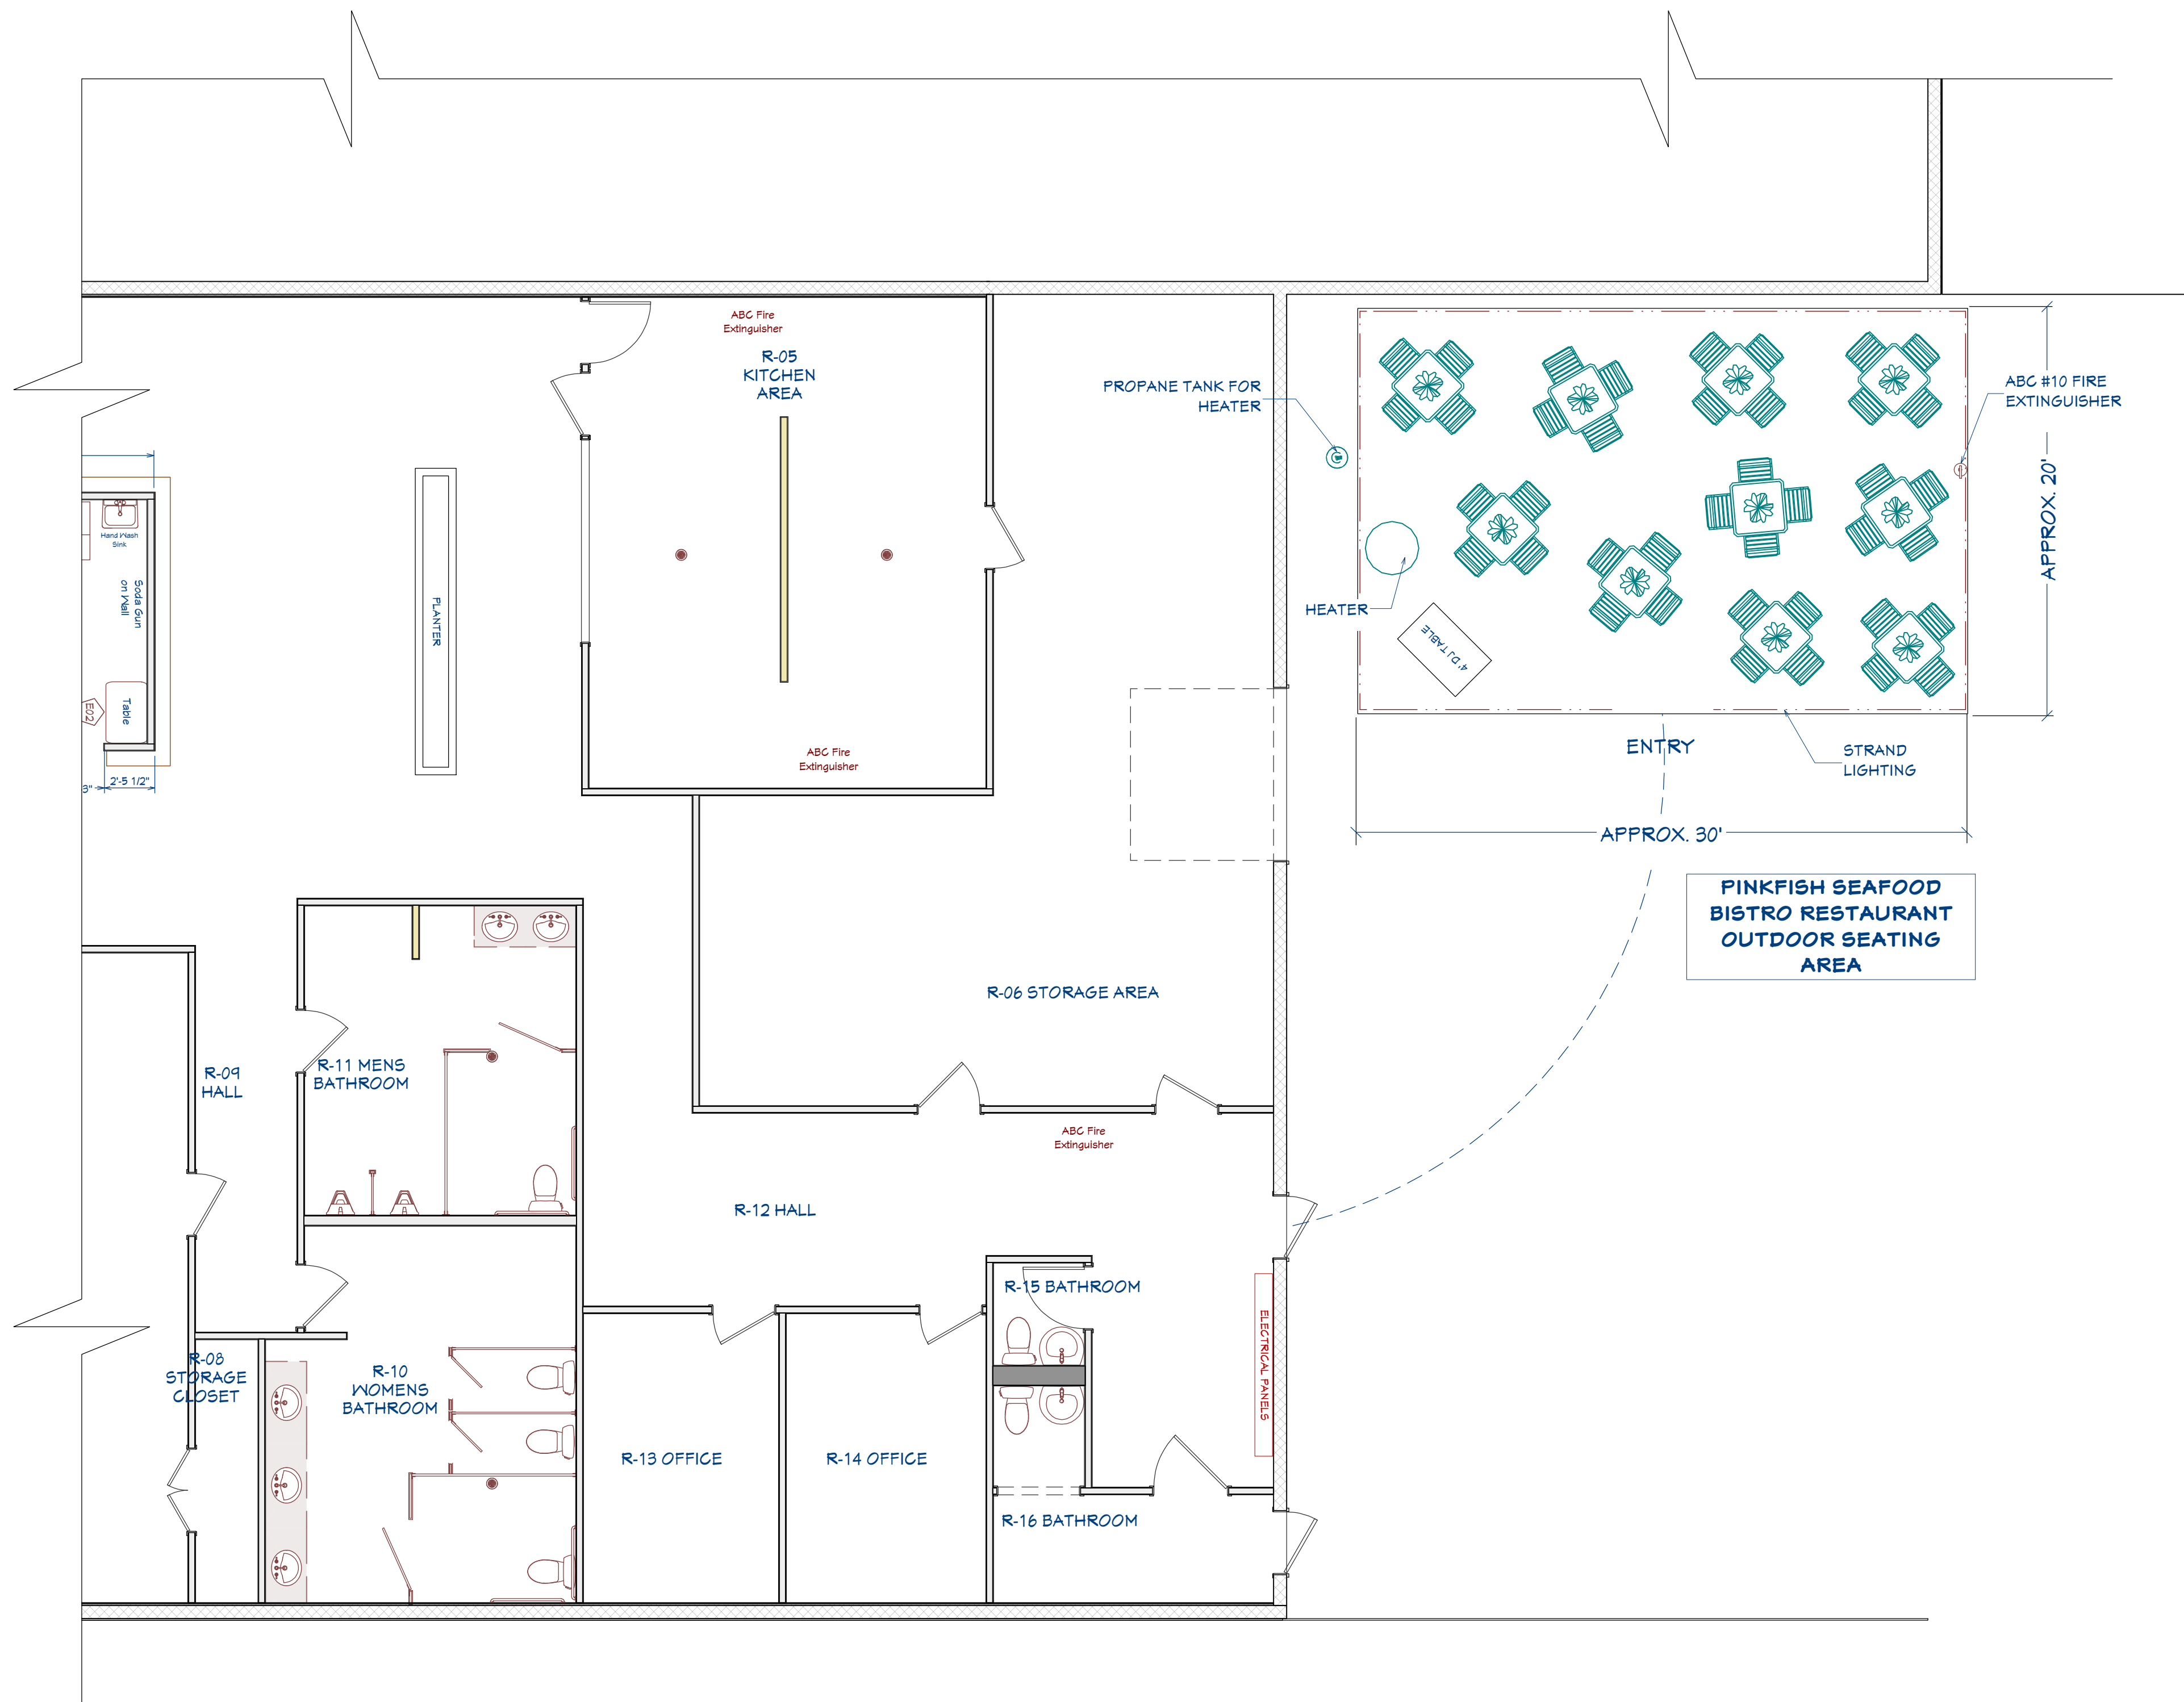 ABC Fire
Extinguisher
R-05
KITCHEN
AREA
PROPANE TANK FOR
HEATER
ABC #10 FIRE
EXTINGUISHER
APPROX. 20'
Hand Wash
Sink
Soda Gun
on Wall
Table
E02
3"
2'-5 1/2"
PLANTER
HEATER
4' DJ TABLE
ABC Fire
Extinguisher
ENTRY
STRAND
LIGHTING
APPROX. 30'
PINKFISH SEAFOOD
BISTRO RESTAURANT
OUTDOOR SEATING
AREA
R-06 STORAGE AREA
R-09
HALL
R-11 MENS
BATHROOM
ABC Fire
Extinguisher
R-12 HALL
R-15 BATHROOM
ELECTRICAL PANELS
R-08
STORAGE
CLOSET
R-10
WOMENS
BATHROOM
R-13 OFFICE
R-14 OFFICE
R-16 BATHROOM